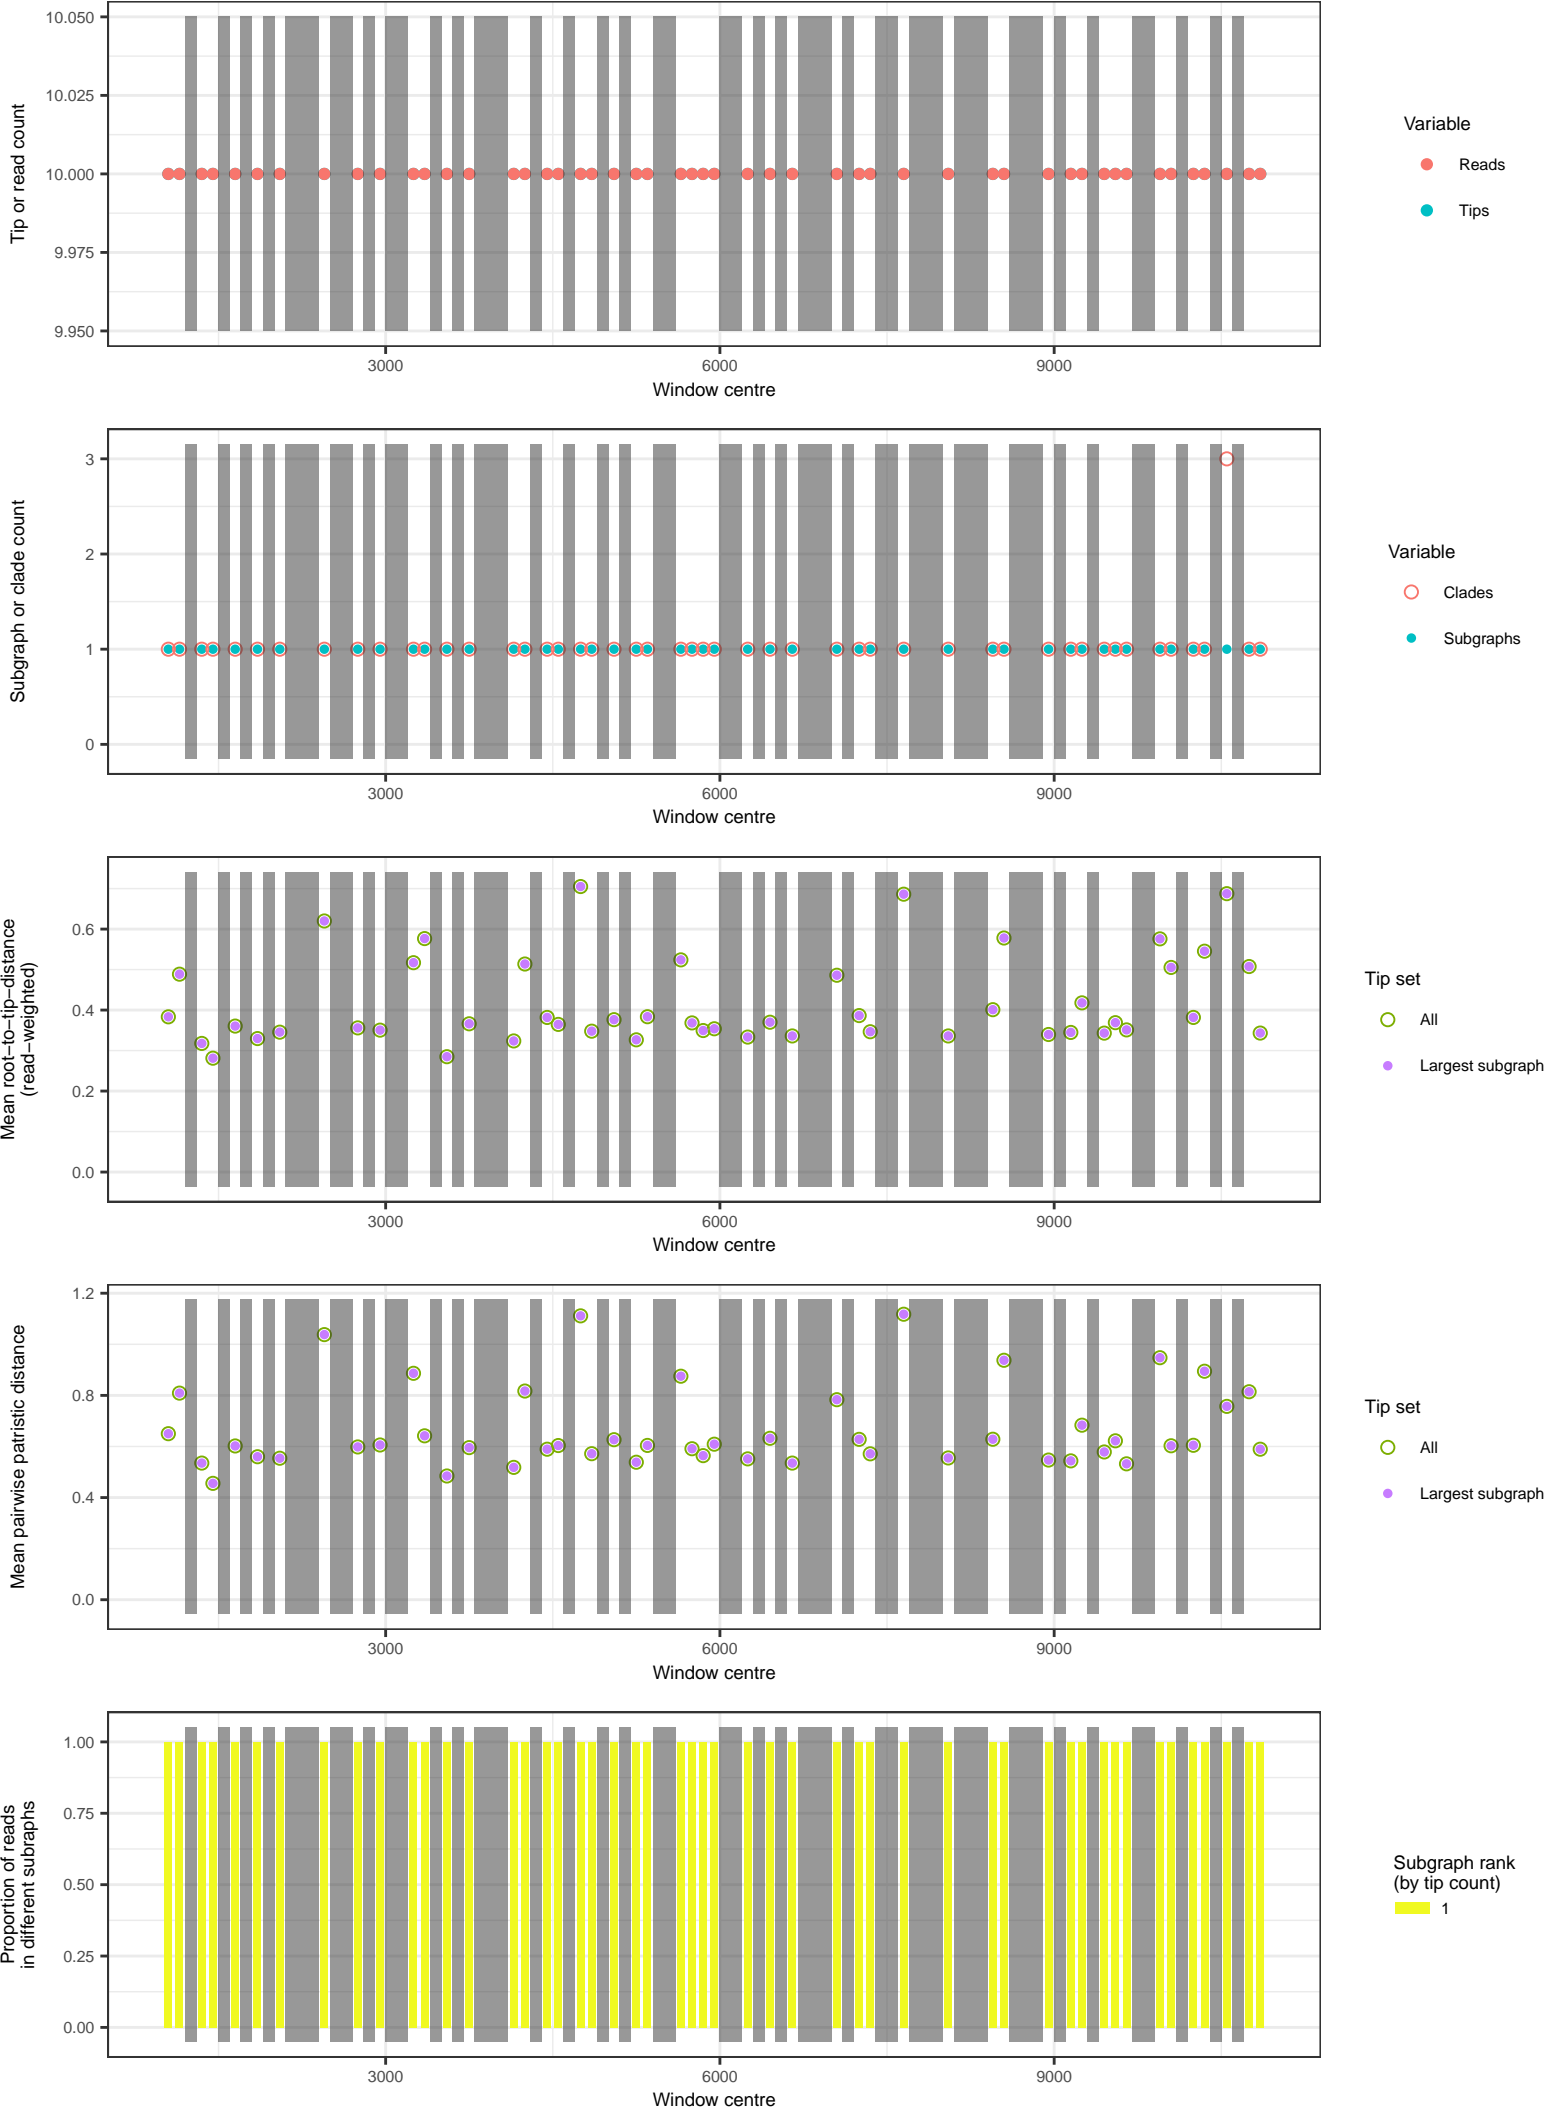 10.050
10.025
10.000
9.975
9.950
Tip or read count
3000
6000
9000
Window centre
Variable
Reads
Tips
3
2
1
0
Subgraph or clade count
3000
6000
9000
Window centre
Variable
Clades
Subgraphs
0.6
0.4
0.2
0.0
Mean root−to−tip−distance
(read−weighted)
3000
6000
9000
Window centre
Tip set
All
Largest subgraph
1.2
0.8
0.4
0.0
Mean pairwise patristic distance
3000
6000
9000
Window centre
Tip set
All
Largest subgraph
1.00
0.75
0.50
0.25
0.00
Proportion of reads
in different subraphs
3000
6000
9000
Window centre
Subgraph rank
(by tip count)
1